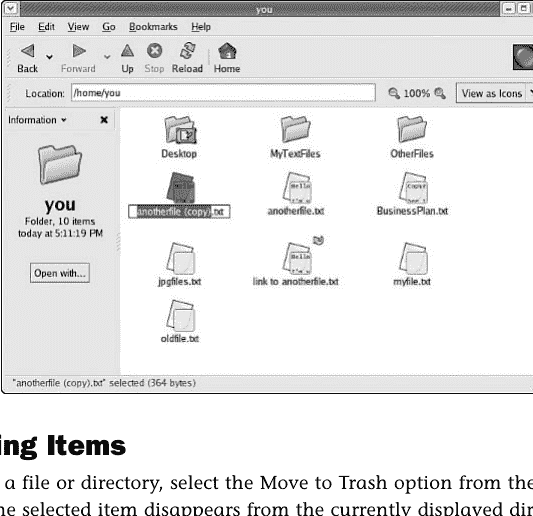 you
File Edit View Go Bookmarks Help
Back Forward Up Stop Reload Home
Location: /home/you 100% View as Icons
Information
Desktop MyTextFiles OtherFiles
you
Folder, 10 items
today at 5:11:19 PM
anotherfile (copy).txt anotherfile.txt BusinessPlan.txt
Open with...
jpgfiles.txt link to anotherfile.txt myfile.txt
oldfile.txt
"anotherfile (copy).txt" selected (364 bytes)
ing Items
a file or directory, select the Move to Trash option from the
he selected item disappears from the currently displayed dir